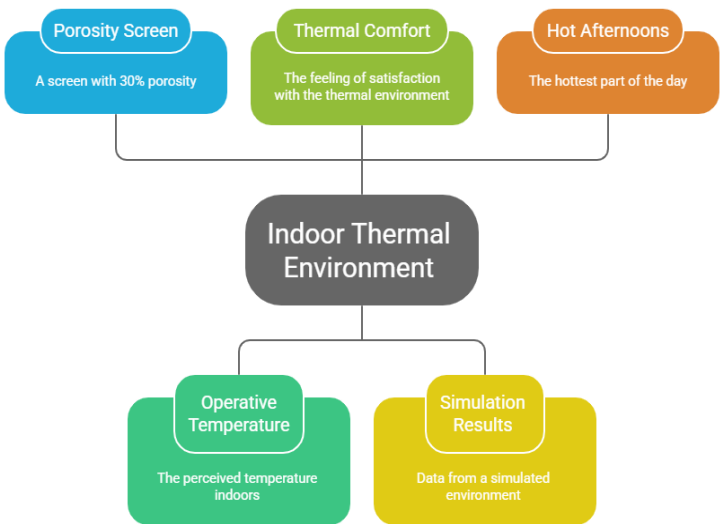 Porosity Screen
A screen with 30% porosity
Thermal Comfort
The feeling of satisfaction
with the thermal environment
Hot Afternoons
The hottest part of the day
Indoor Thermal
Environment
Operative
Temperature
The perceived temperature
indoors
Simulation
Results
Data from a simulated
environment